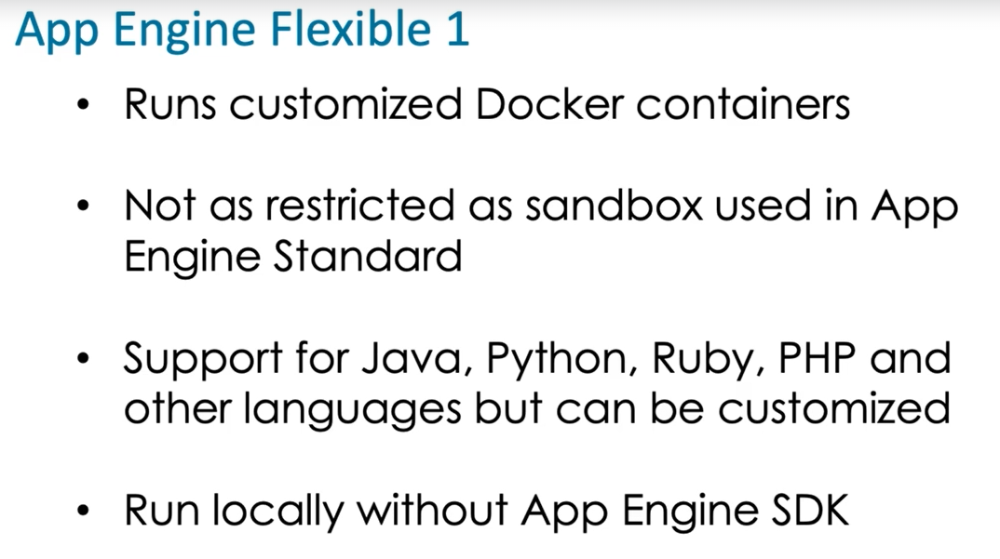 App Engine Flexible 1
• Runs customized Docker containers
• Not as restricted as sandbox used in App
Engine Standard
• Support for Java, Python, Ruby, PHP and
other languages but can be customized
• Run locally without App Engine SDK